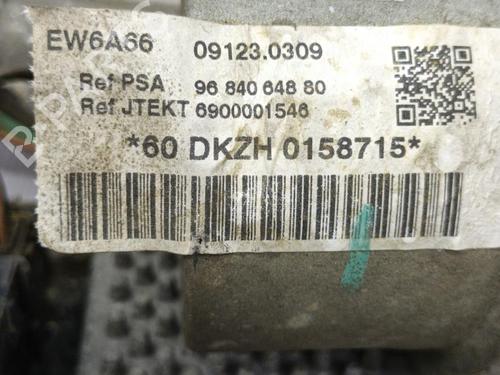 EW6A66 09123.0309
Ref PSA 96 840 648 80
Ref JTEKT 6900001546
*60 DKZH 0158715*